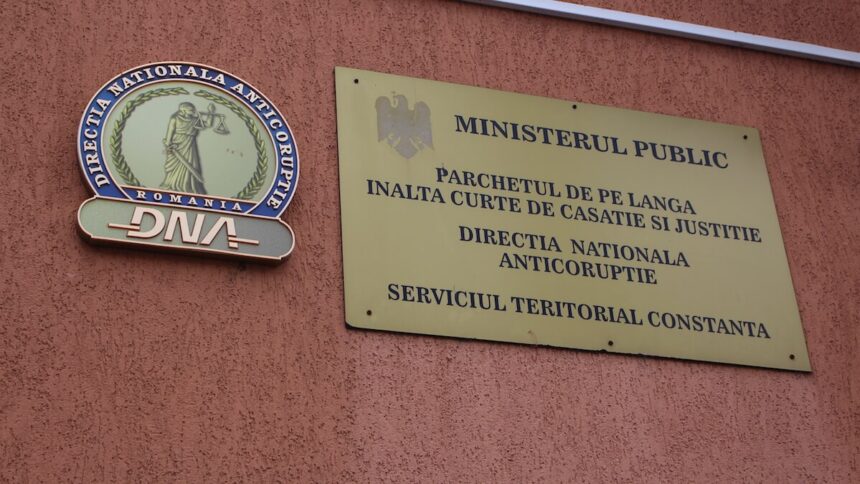 DIRECTIA NATIONALA ANTICORUPTIE
ROMANIA
DNA
MINISTERUL PUBLIC
PARCHETUL DE PE LANGA
INALTA CURTE DE CASATIE SI JUSTITIE
DIRECTIA NATIONALA
ANTICORUPTIE
SERVICIUL TERITORIAL CONSTANTA